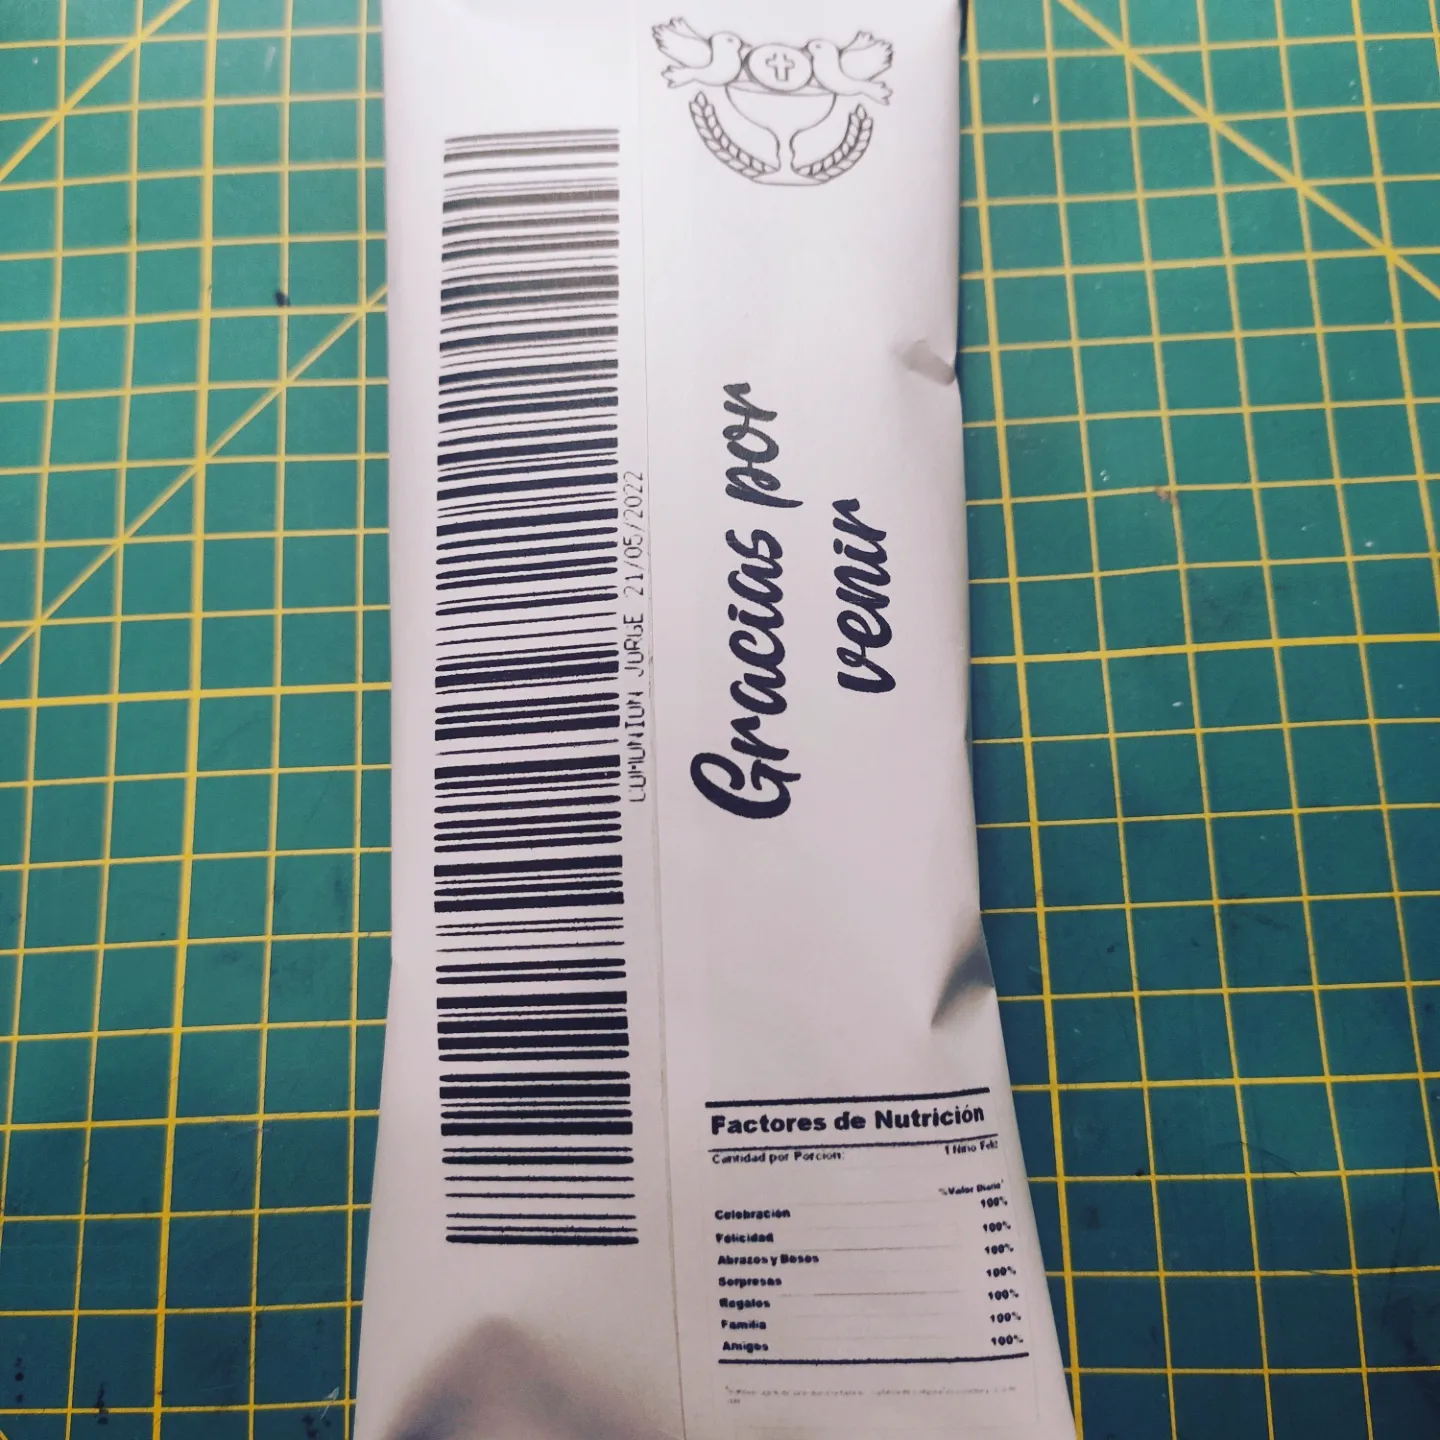 COMUNION JORGE 21/05/2022
Gracias por
venir
Factores de Nutrición
Cantidad por Porcion: 1 Niño Feliz
%Valor Diario*
Celebración 100%
Felicidad 100%
Abrazos y Besos 100%
Sorpresas 100%
Regalos 100%
Familia 100%
Amigos 100%